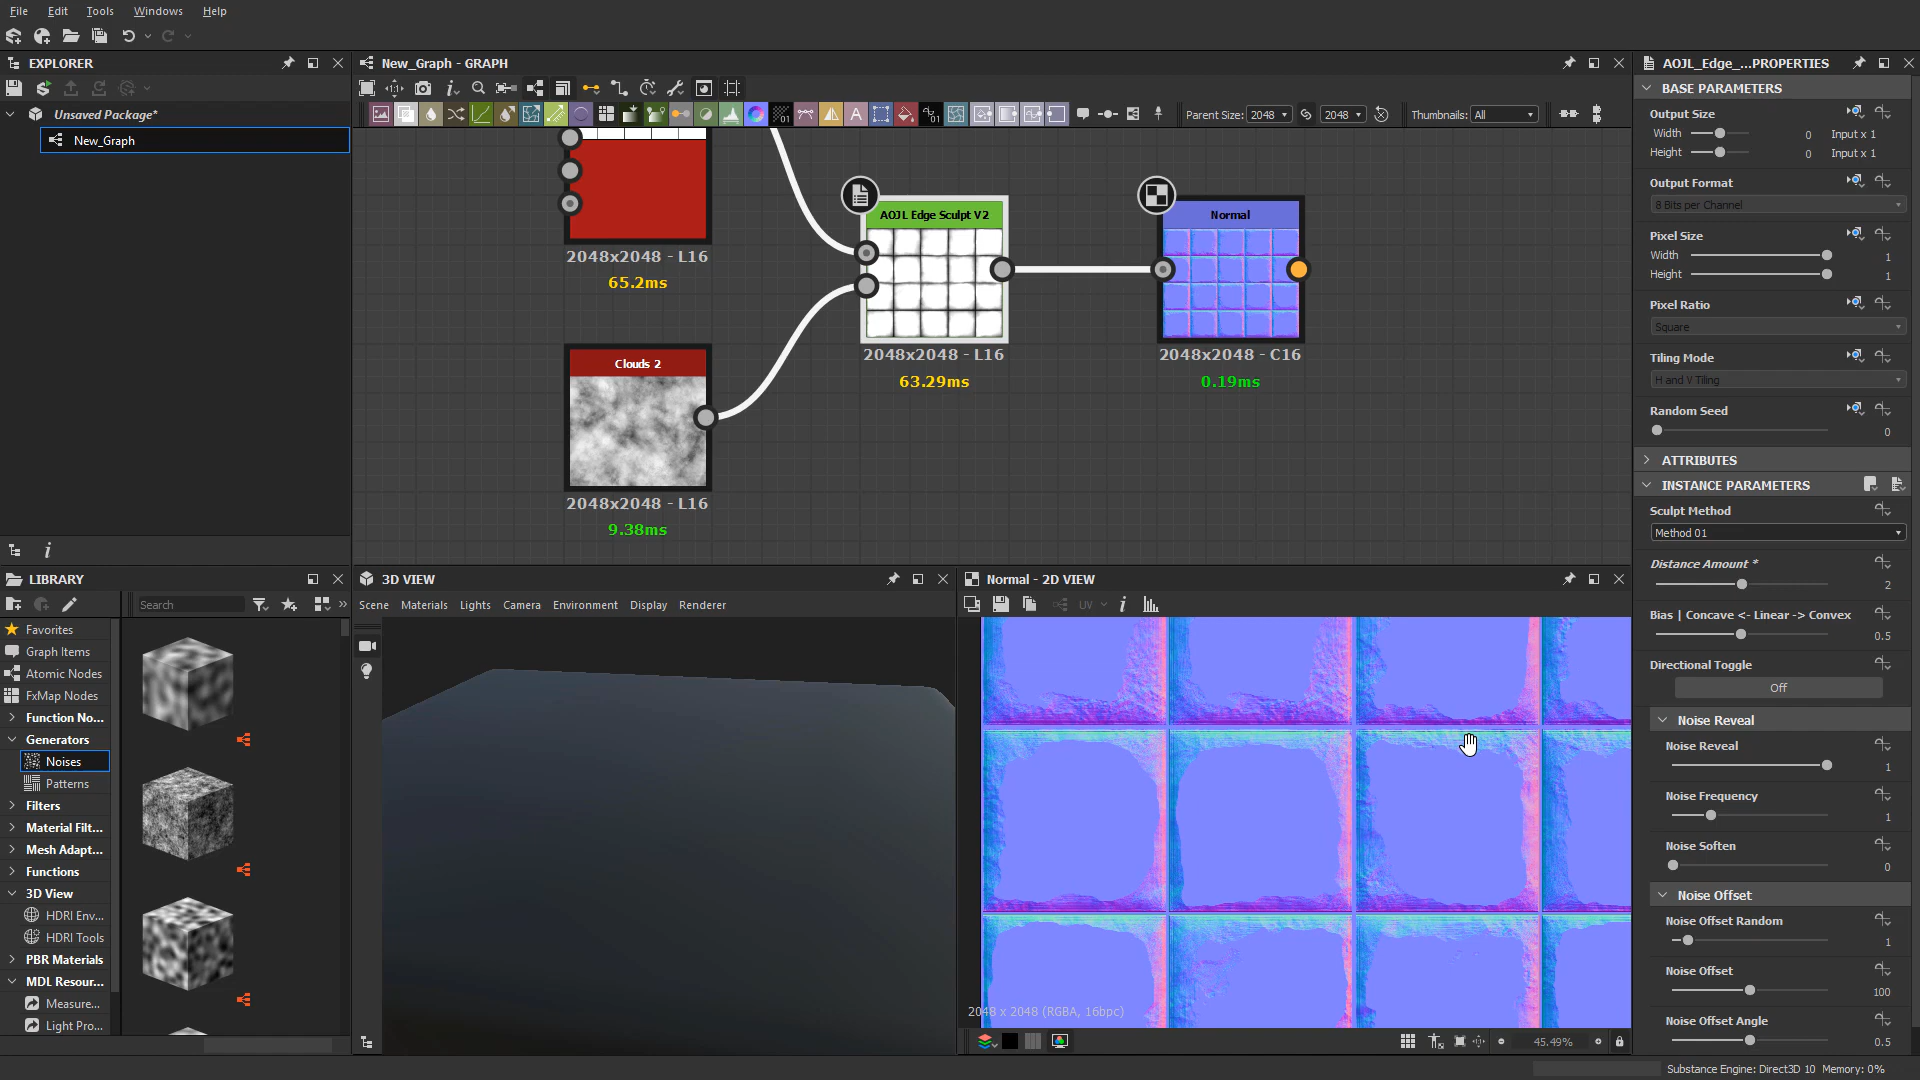 File Edit Tools Windows Help
EXPLORER
Unsaved Package*
New_Graph
New_Graph - GRAPH
Parent Size: 2048 2048 Thumbnails: All
2048x2048 - L16
65.2ms
AOJL Edge Sculpt V2
2048x2048 - L16
63.29ms
Normal
2048x2048 - C16
0.19ms
Clouds 2
2048x2048 - L16
9.38ms
LIBRARY
Search
Favorites
Graph Items
Atomic Nodes
FxMap Nodes
Function No...
Generators
Noises
Patterns
Filters
Material Filt...
Mesh Adapt...
Functions
3D View
HDRI Env...
HDRI Tools
PBR Materials
MDL Resour...
Measure...
Light Pro...
3D VIEW
Scene Materials Lights Camera Environment Display Renderer
Normal - 2D VIEW
UV
2048 x 2048 (RGBA, 16bpc)
45.49%
AOJL_Edge_...PROPERTIES
BASE PARAMETERS
Output Size
Width 0 Input x 1
Height 0 Input x 1
Output Format
8 Bits per Channel
Pixel Size
Width 1
Height 1
Pixel Ratio
Square
Tiling Mode
H and V Tiling
Random Seed
0
ATTRIBUTES
INSTANCE PARAMETERS
Sculpt Method
Method 01
Distance Amount *
2
Bias | Concave <- Linear -> Convex
0.5
Directional Toggle
Off
Noise Reveal
Noise Reveal
1
Noise Frequency
1
Noise Soften
0
Noise Offset
Noise Offset Random
1
Noise Offset
100
Noise Offset Angle
0.5
Substance Engine: Direct3D 10 Memory: 0%